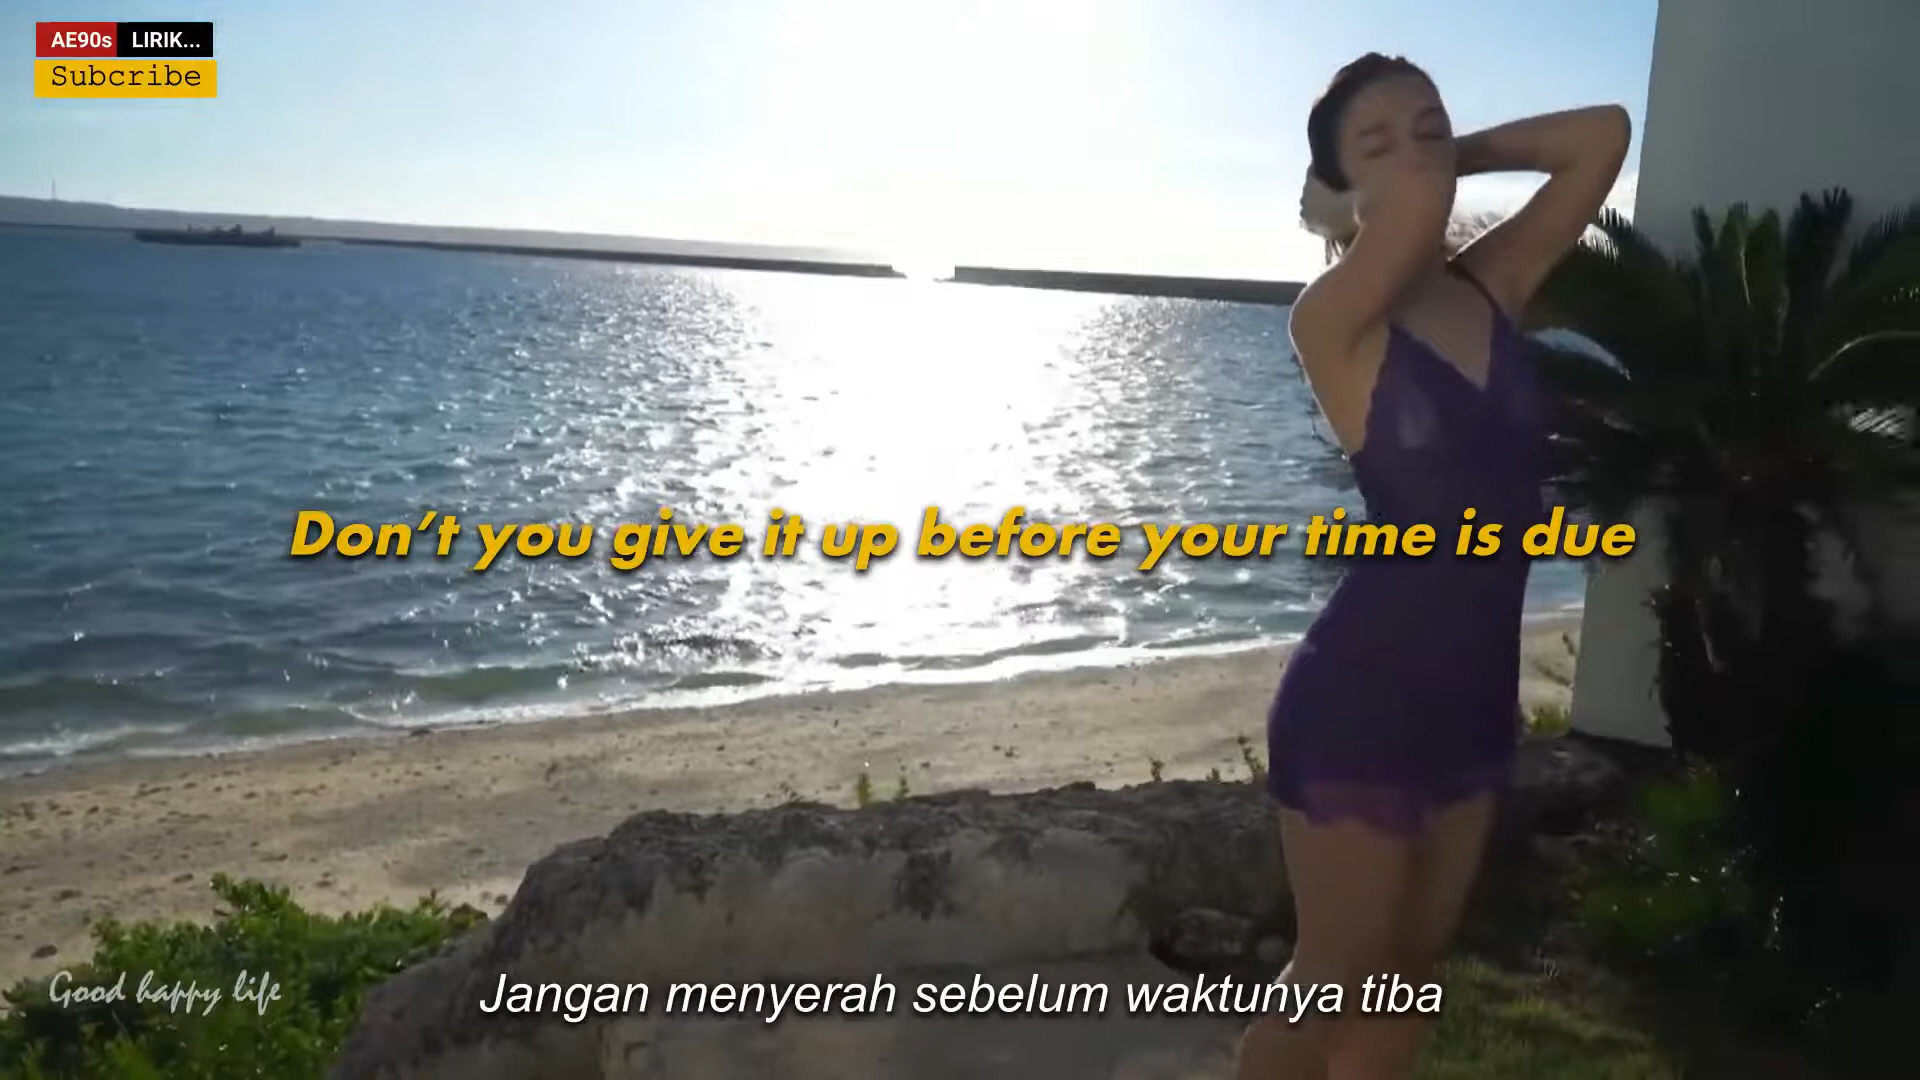 AE90s LIRIK...
Subcribe
Don't you give it up before your time is due
Good happy life
Jangan menyerah sebelum waktunya tiba